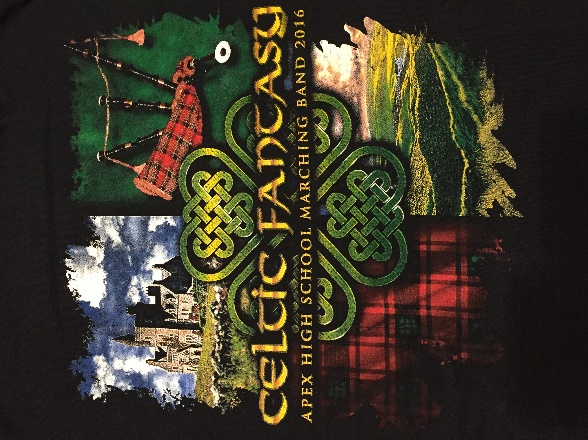 CELTIC FANTASY
APEX HIGH SCHOOL MARCHING BAND 2016